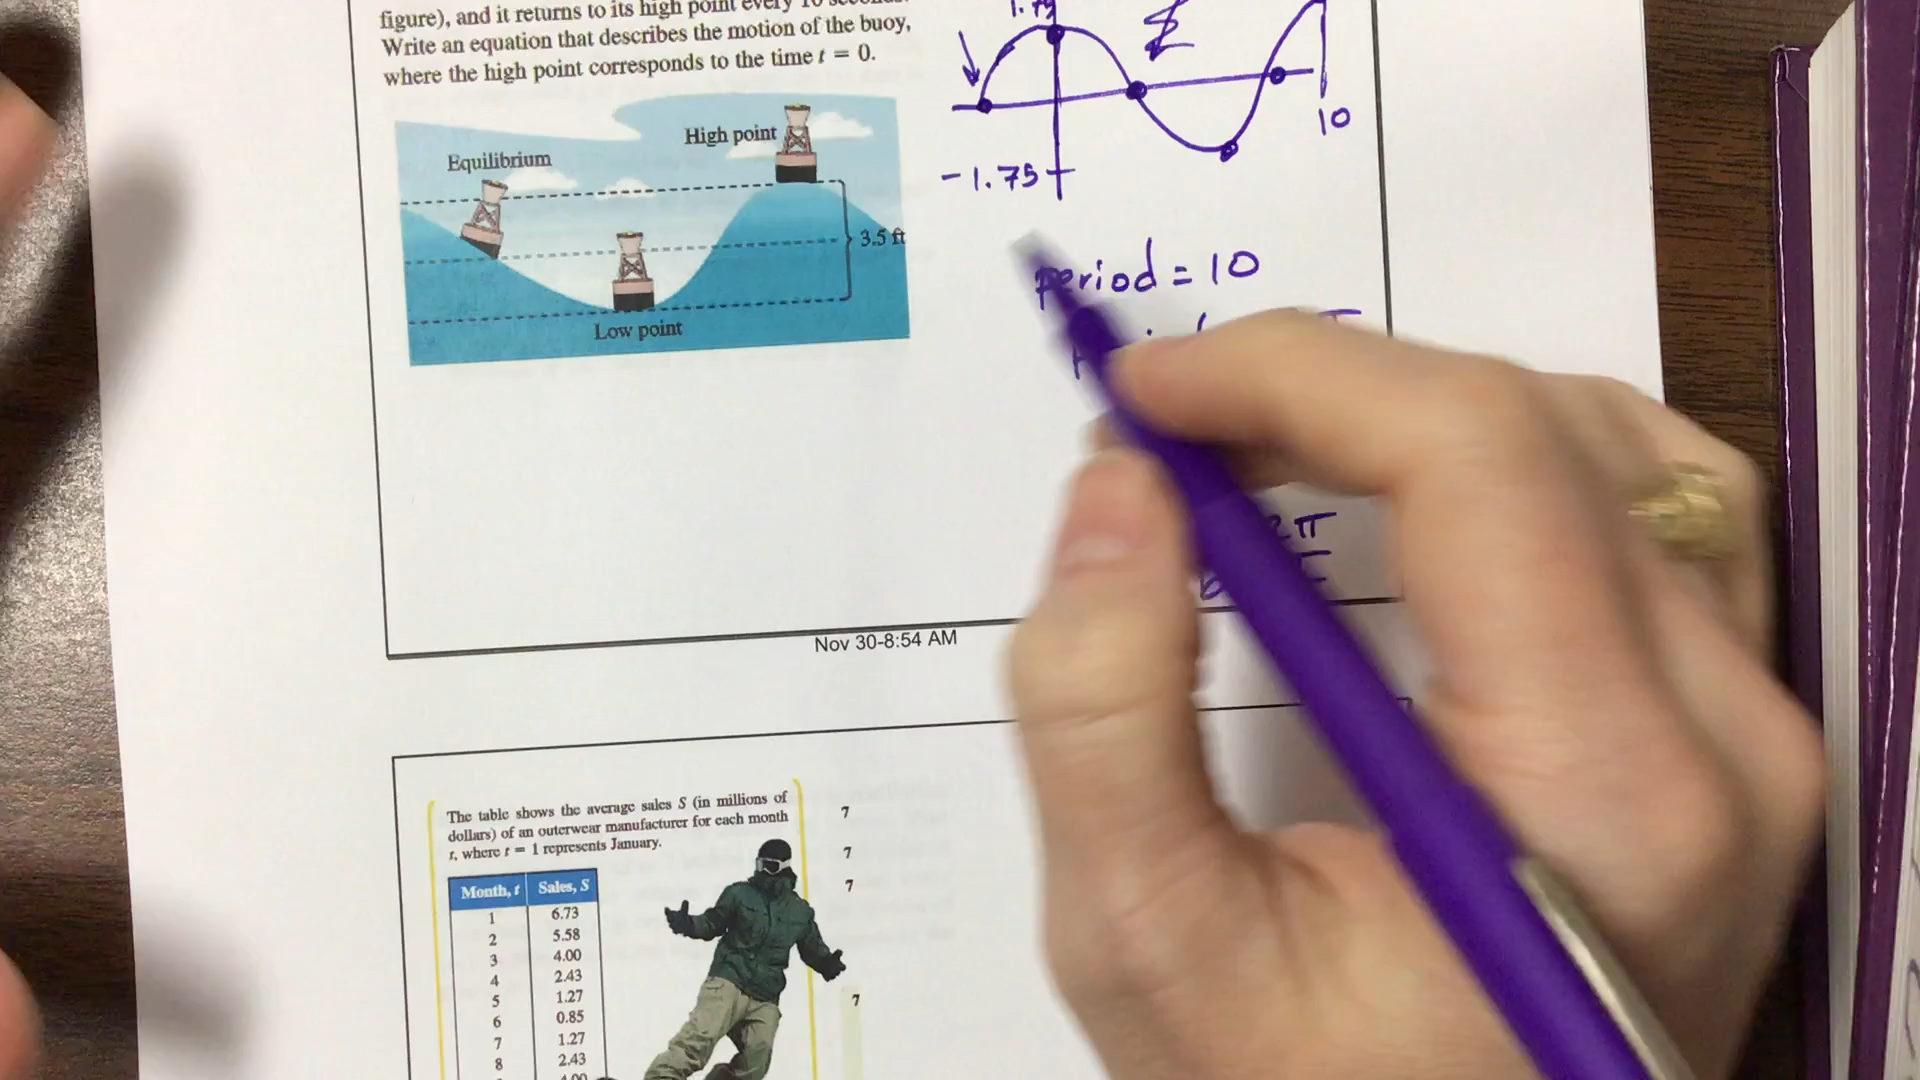 figure), and it returns to its high point every 10 seconds.
Write an equation that describes the motion of the buoy,
where the high point corresponds to the time t = 0.
Equilibrium
High point
3.5 ft
Low point
1.75
10
-1.75
period = 10
2π
b
Nov 30-8:54 AM
The table shows the average sales S (in millions of
dollars) of an outerwear manufacturer for each month
t, where t = 1 represents January.
Month, t Sales, S
1 6.73
2 5.58
3 4.00
4 2.43
5 1.27
6 0.85
7 1.27
8 2.43
4.00
7
7
7
7